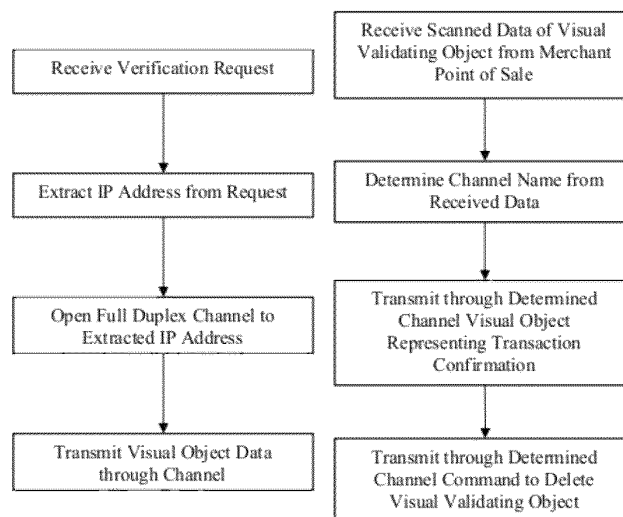 Receive Verification Request
Extract IP Address from Request
Open Full Duplex Channel to
Extracted IP Address
Transmit Visual Object Data
through Channel
Receive Scanned Data of Visual
Validating Object from Merchant
Point of Sale
Determine Channel Name from
Received Data
Transmit through Determined
Channel Visual Object
Representing Transaction
Confirmation
Transmit through Determined
Channel Command to Delete
Visual Validating Object